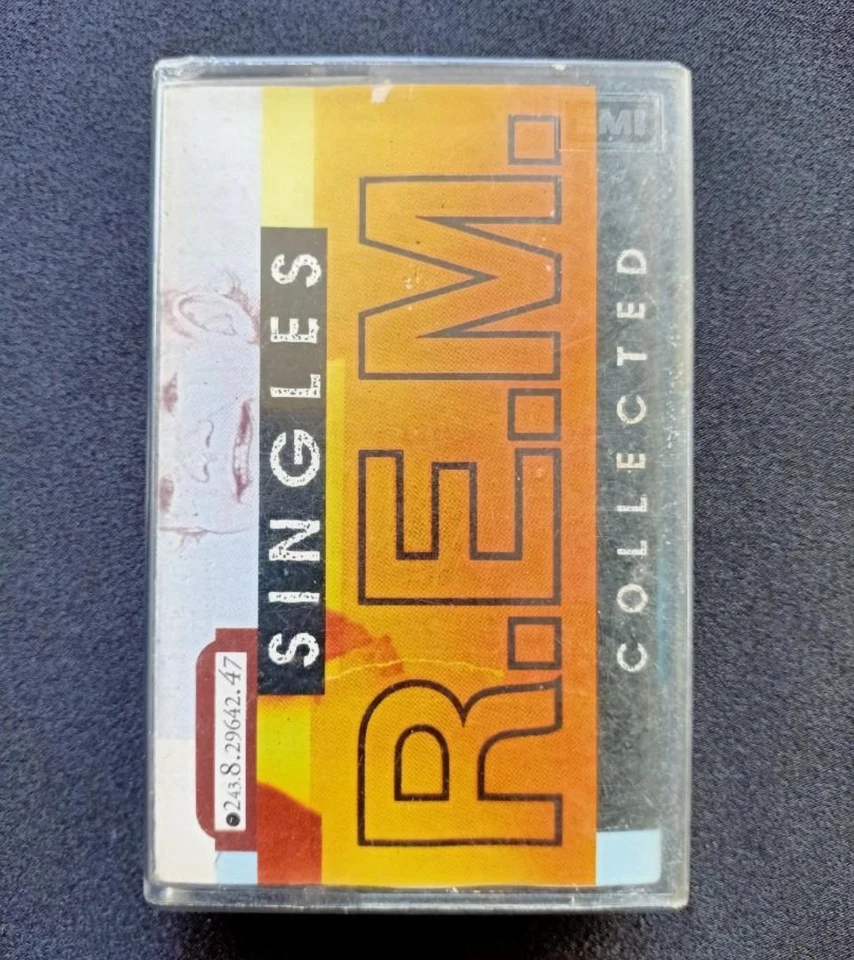 ●243.8.29642.47
SINGLES
R.E.M.
COLLECTED
EMI